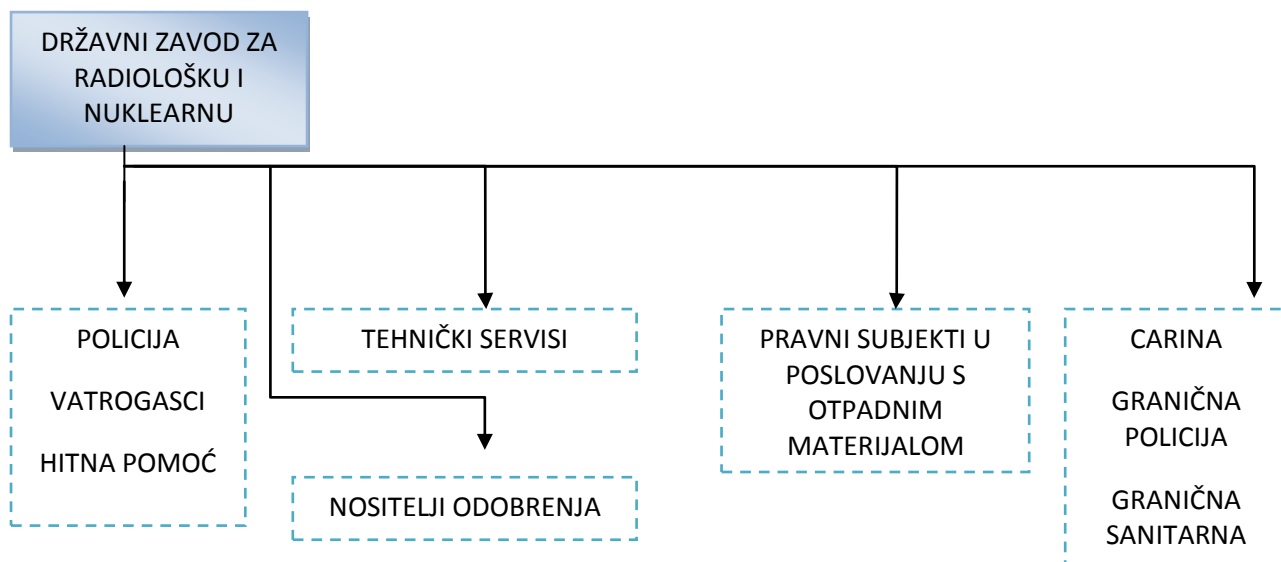 DRŽAVNI ZAVOD ZA
RADIOLOŠKU I
NUKLEARNU
POLICIJA
VATROGASCI
HITNA POMOĆ
TEHNIČKI SERVISI
NOSITELJI ODOBRENJA
PRAVNI SUBJEKTI U
POSLOVANJU S
OTPADNIM
MATERIJALOM
CARINA
GRANIČNA
POLICIJA
GRANIČNA
SANITARNA